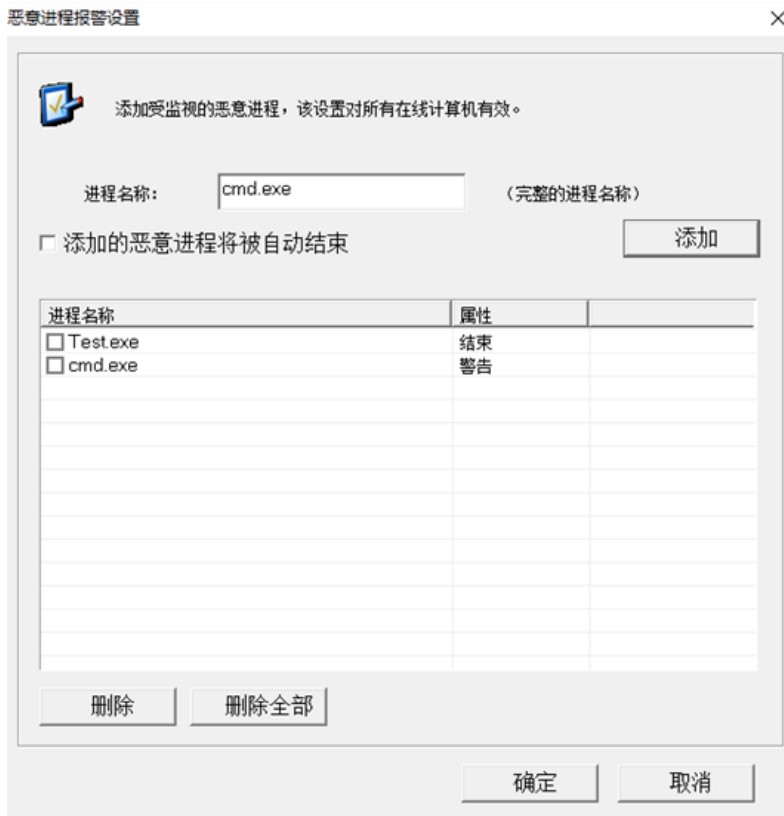 恶意进程报警设置
添加受监视的恶意进程，该设置对所有在线计算机有效。
进程名称： cmd.exe （完整的进程名称）
添加的恶意进程将被自动结束 添加
进程名称 属性
Test.exe 结束
cmd.exe 警告
删除 删除全部
确定 取消